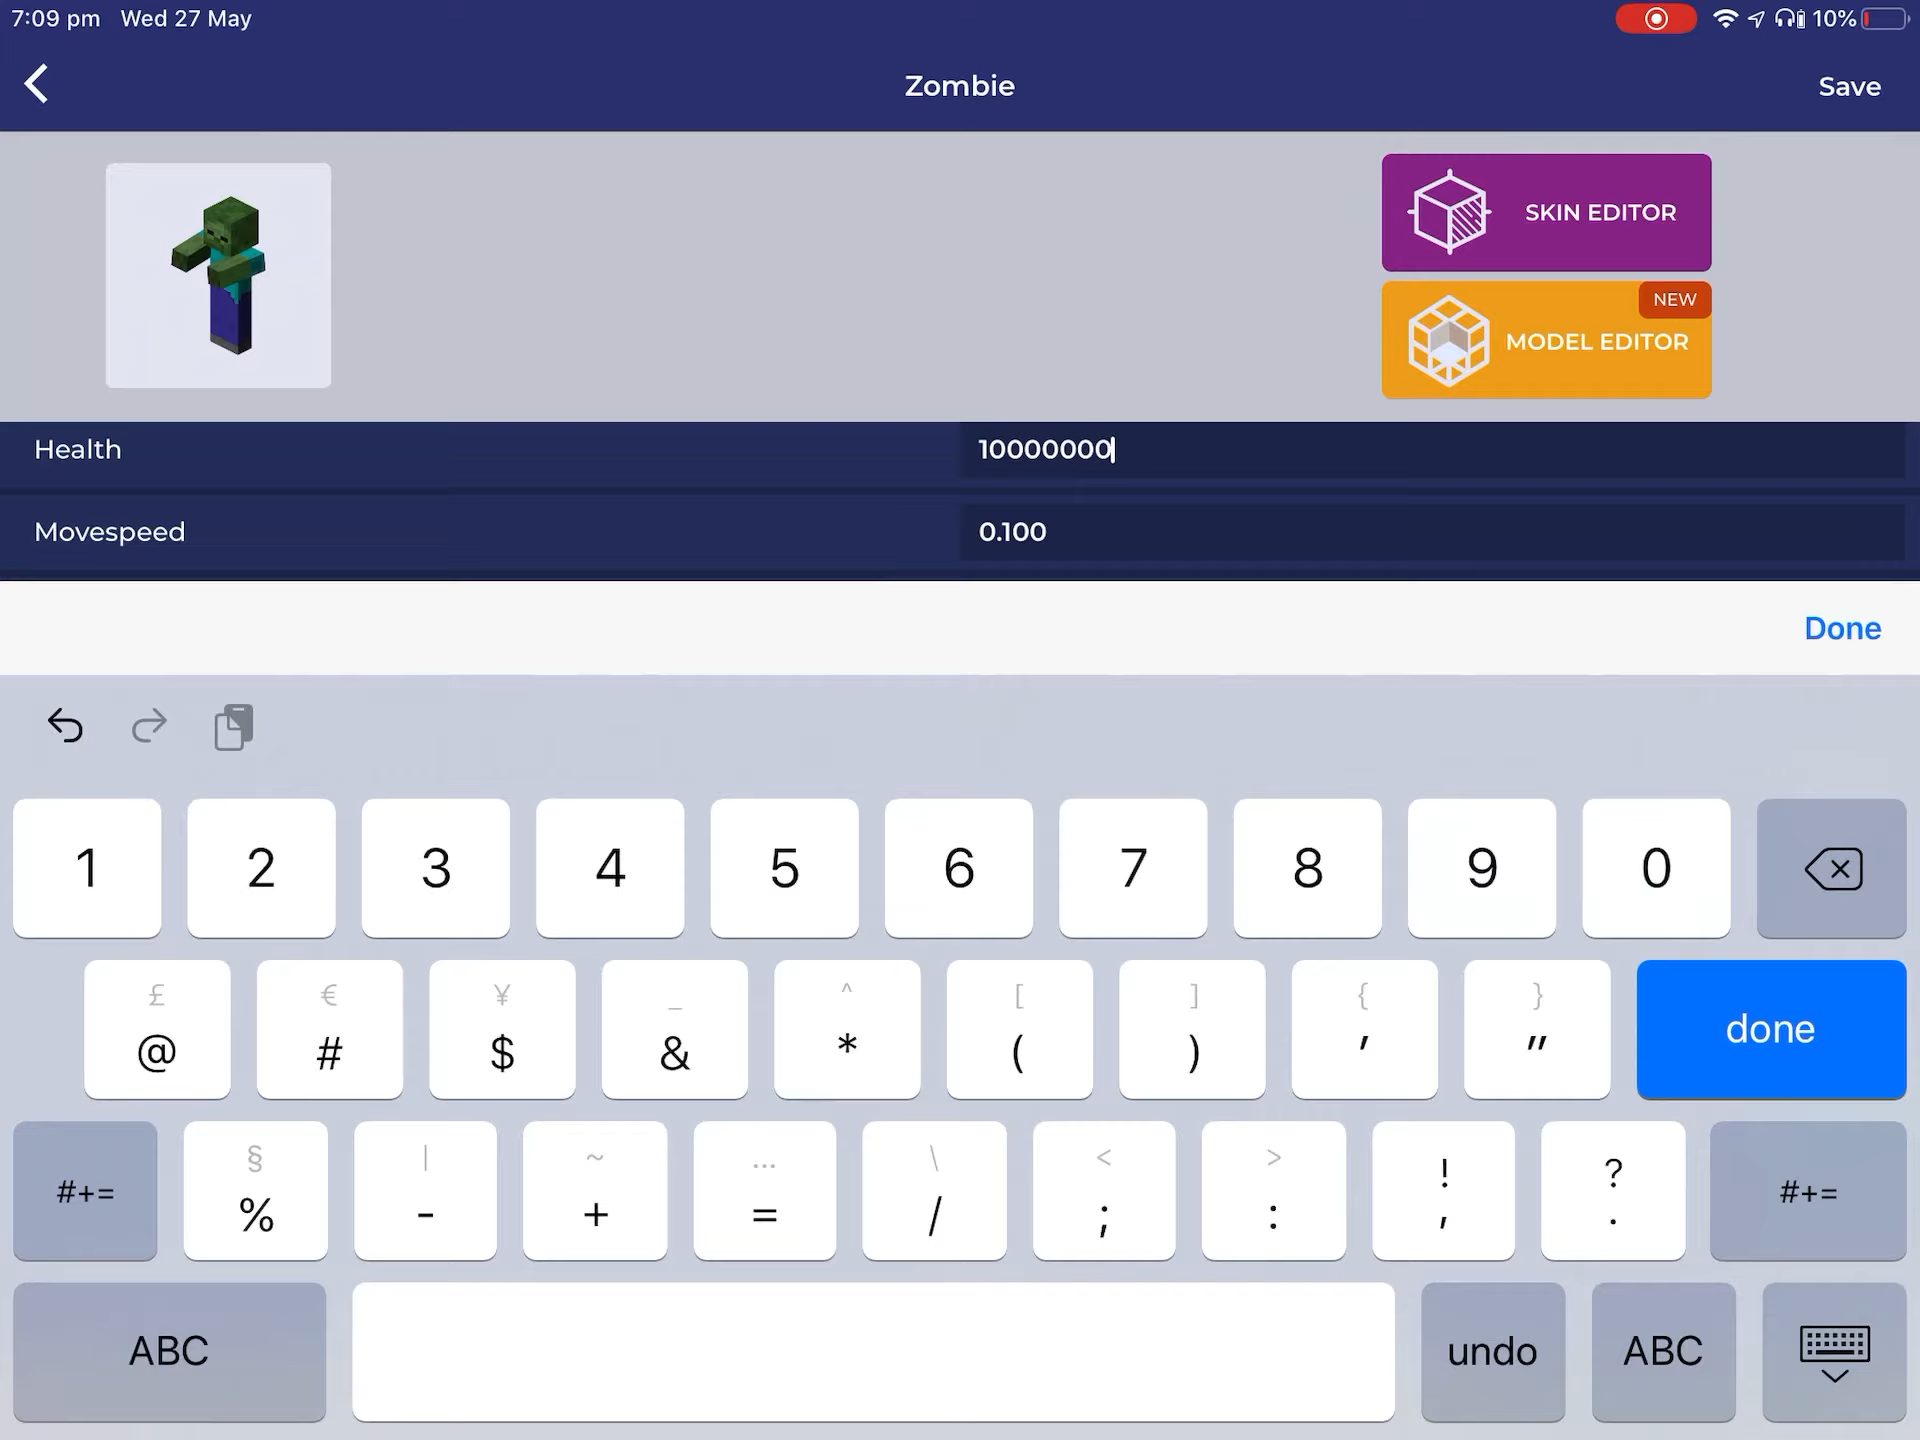 7:09 pm Wed 27 May
10%
Zombie
Save
SKIN EDITOR
NEW
MODEL EDITOR
Health
10000000
Movespeed
0.100
Done
1 2 3 4 5 6 7 8 9 0
£ € ¥ _ ^ [ ] { }
@ # $ & * ( ) ' "
done
§ | ~ … \ < > ! ?
#+= % - + = / ; : , . #+=
ABC undo ABC